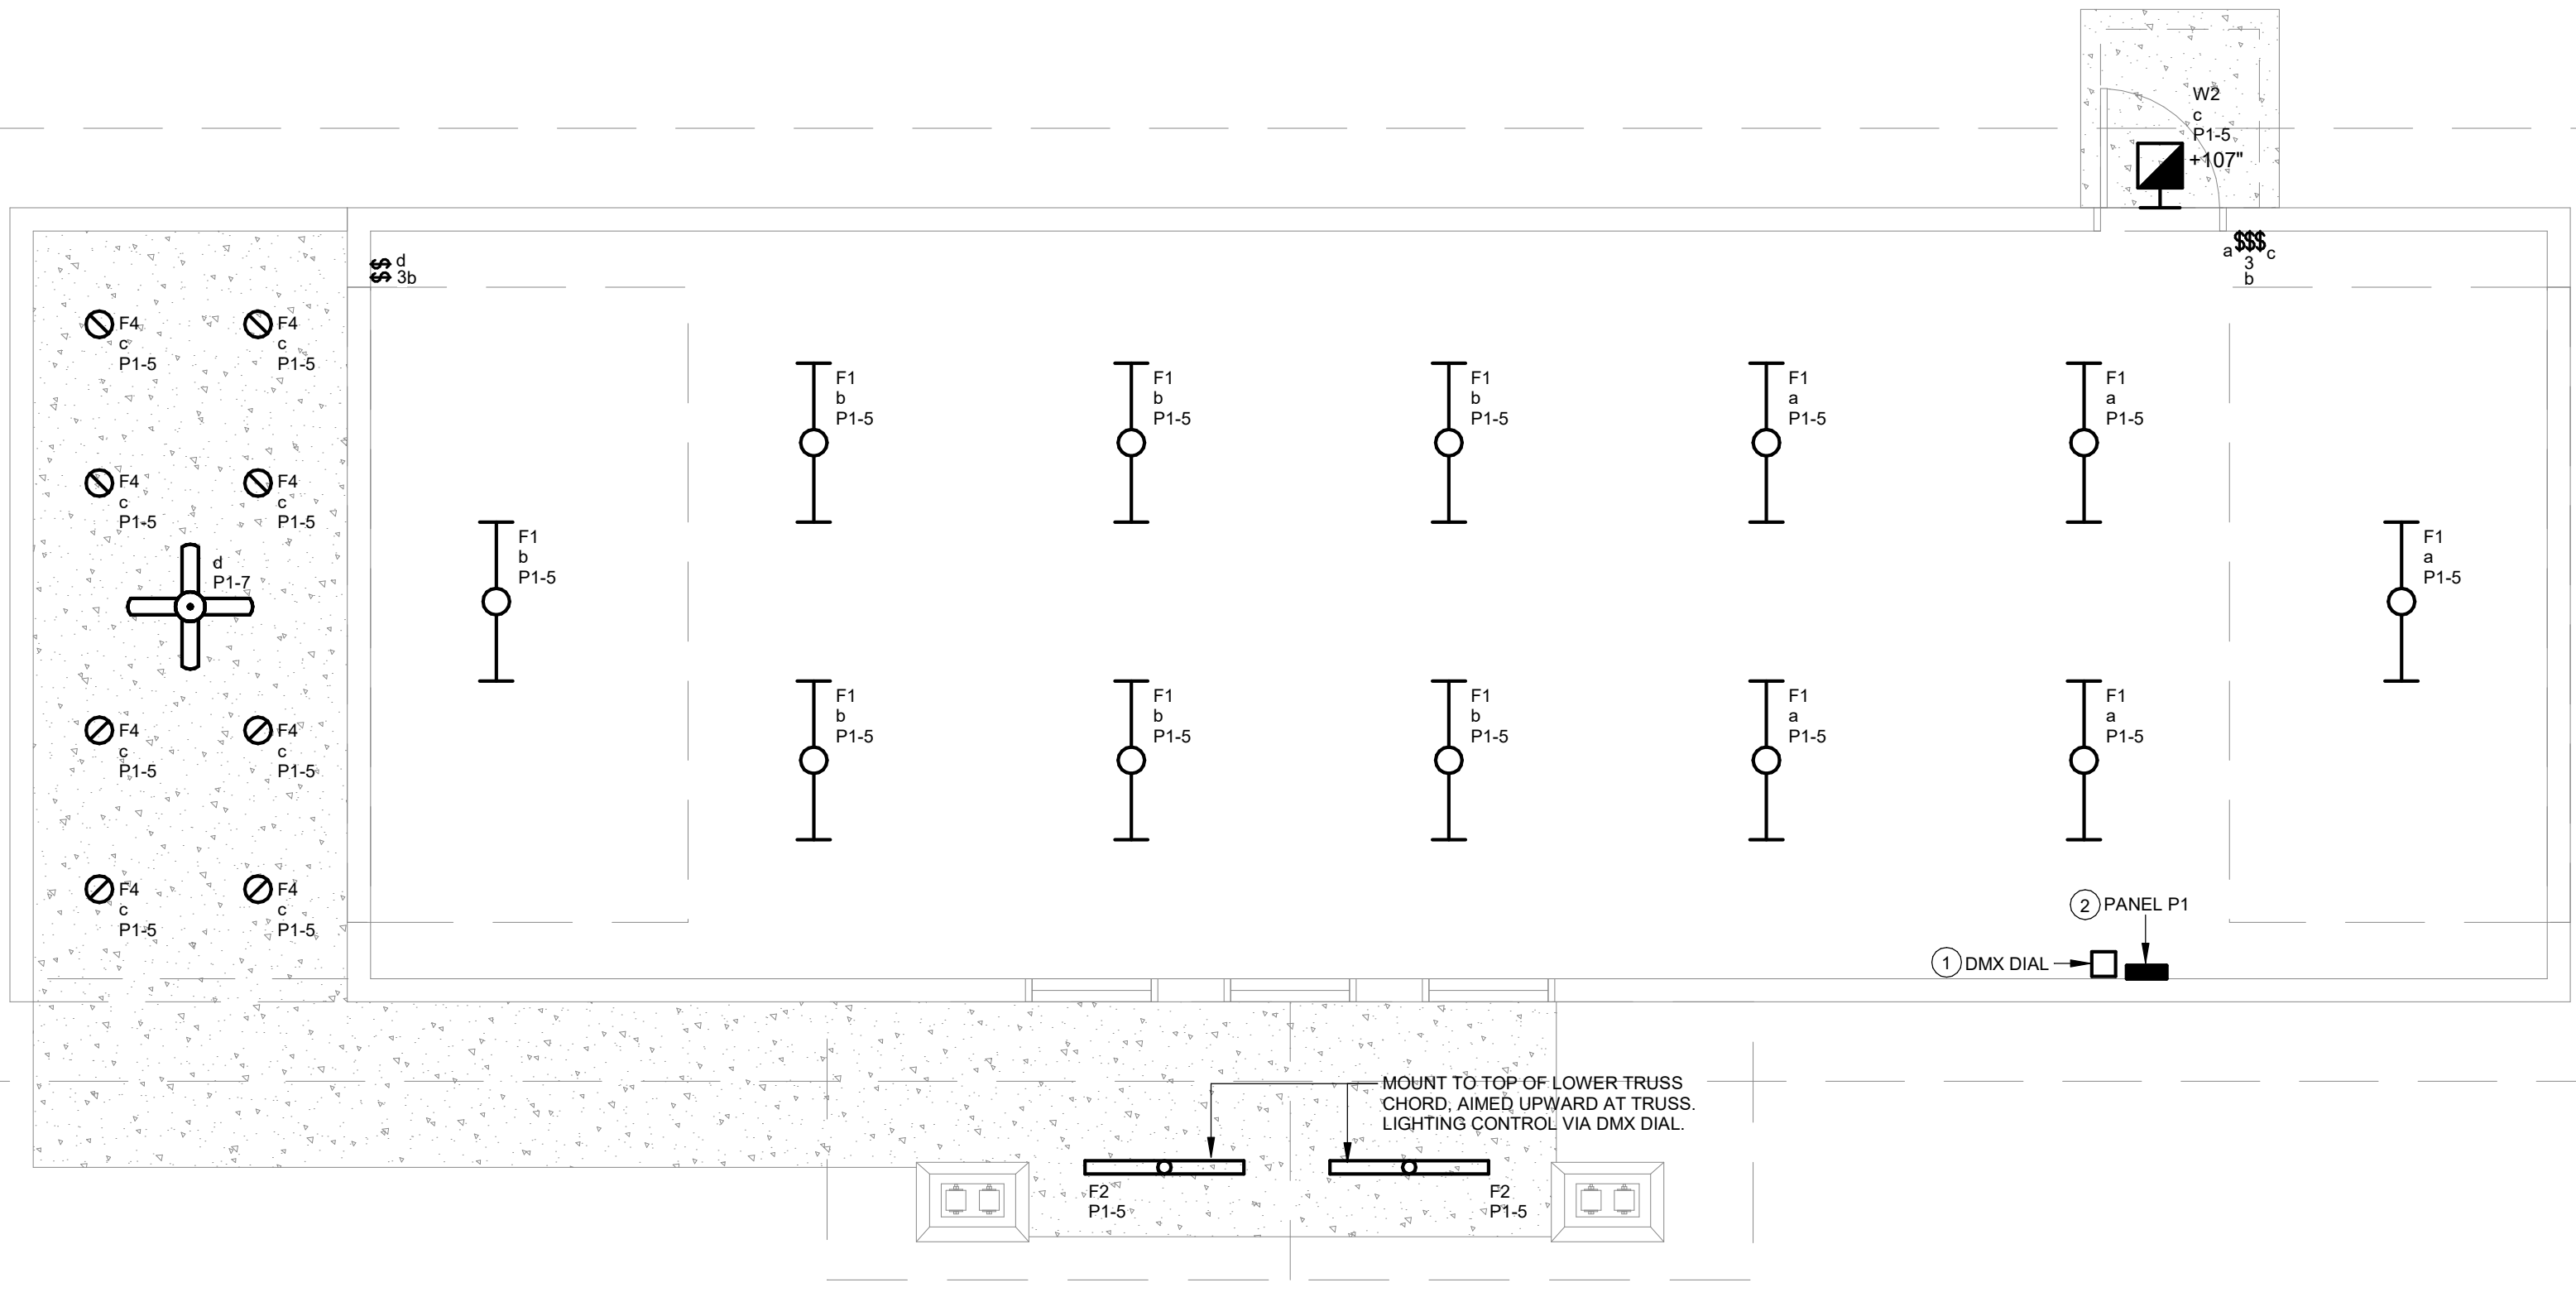 W2
c
P1-5
+107"
$ d
$ 3b
a $$$ c
3
b
F4
c
P1-5
F4
c
P1-5
F1
b
P1-5
F1
b
P1-5
F1
b
P1-5
F1
a
P1-5
F1
a
P1-5
F4
c
P1-5
F4
c
P1-5
d
P1-7
F1
b
P1-5
F1
a
P1-5
F4
c
P1-5
F4
c
P1-5
F1
b
P1-5
F1
b
P1-5
F1
b
P1-5
F1
a
P1-5
F1
a
P1-5
F4
c
P1-5
F4
c
P1-5
2 PANEL P1
1 DMX DIAL
MOUNT TO TOP OF LOWER TRUSS
CHORD, AIMED UPWARD AT TRUSS.
LIGHTING CONTROL VIA DMX DIAL.
F2
P1-5
F2
P1-5